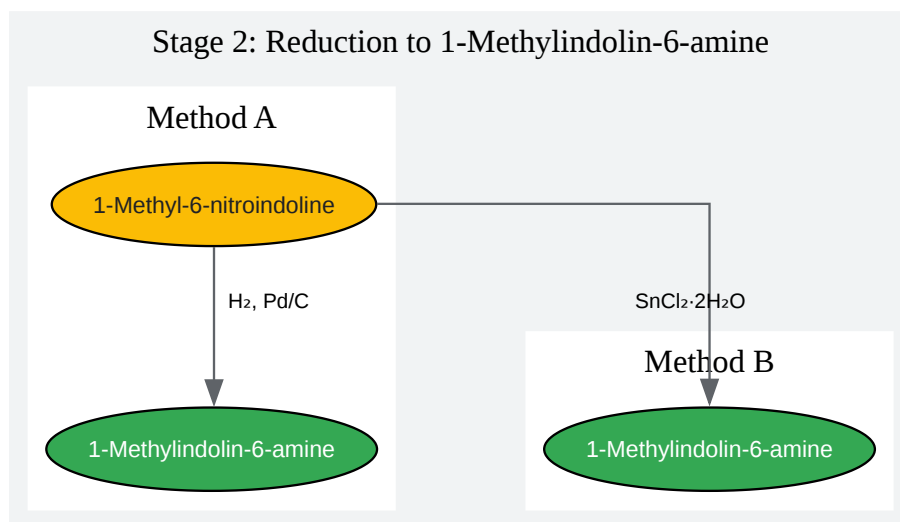 Stage 2: Reduction to 1-Methylindolin-6-amine
Method A
1-Methyl-6-nitroindoline
H₂, Pd/C
SnCl₂·2H₂O
Method B
1-Methylindolin-6-amine
1-Methylindolin-6-amine